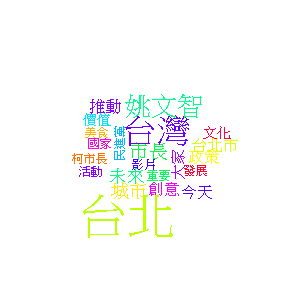 推動
姚文智
價值
台灣
美食
民進黨
文化
國家
市長
台北市
柯市長
影片
大家
政策
活動
未來
重要
發展
城市
創意
今天
台北